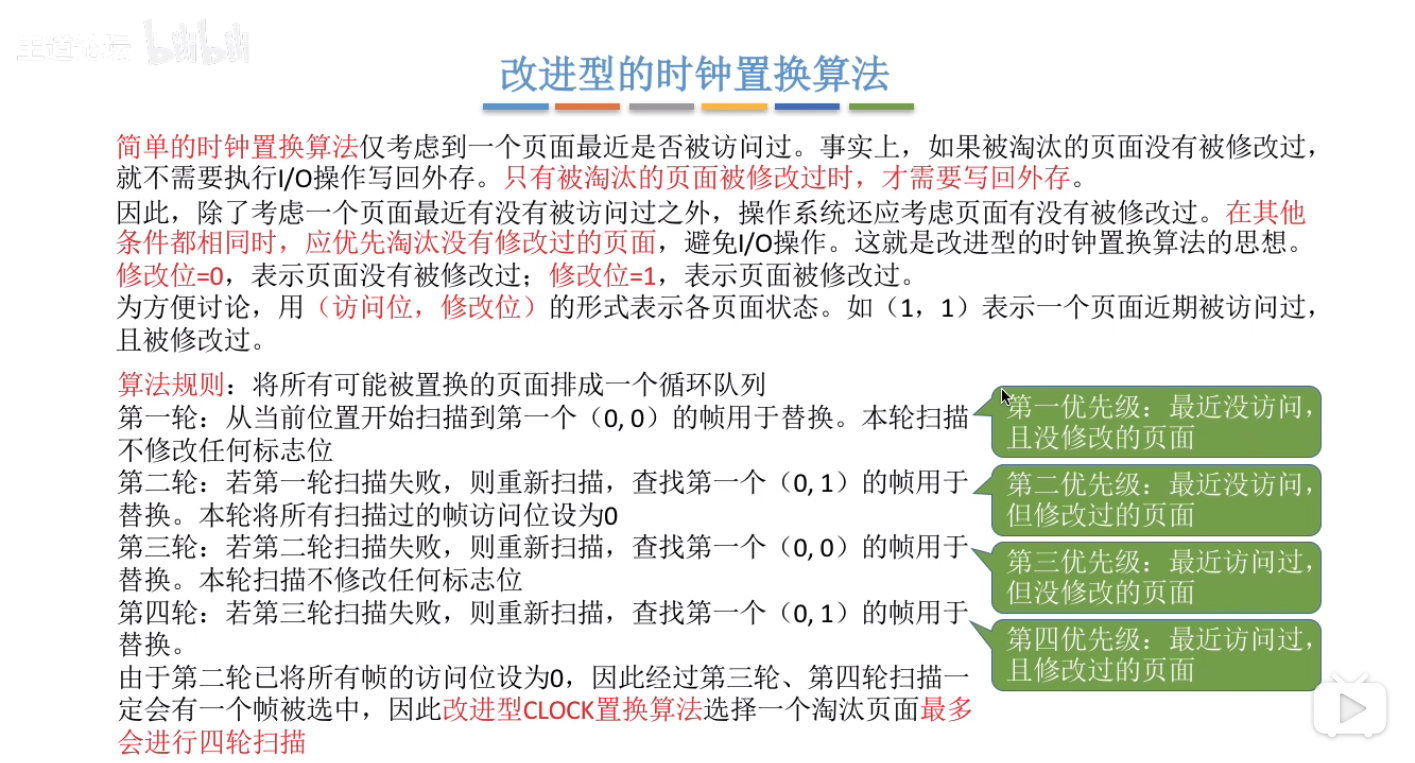 王道论坛 bilibili
改进型的时钟置换算法
简单的时钟置换算法仅考虑到一个页面最近是否被访问过。事实上，如果被淘汰的页面没有被修改过，
就不需要执行I/O操作写回外存。只有被淘汰的页面被修改过时，才需要写回外存。
因此，除了考虑一个页面最近有没有被访问过之外，操作系统还应考虑页面有没有被修改过。在其他
条件都相同时，应优先淘汰没有修改过的页面，避免I/O操作。这就是改进型的时钟置换算法的思想。
修改位=0，表示页面没有被修改过；修改位=1，表示页面被修改过。
为方便讨论，用（访问位，修改位）的形式表示各页面状态。如（1，1）表示一个页面近期被访问过，
且被修改过。
算法规则：将所有可能被置换的页面排成一个循环队列
第一轮：从当前位置开始扫描到第一个（0, 0）的帧用于替换。本轮扫描
不修改任何标志位
第二轮：若第一轮扫描失败，则重新扫描，查找第一个（0, 1）的帧用于
替换。本轮将所有扫描过的帧访问位设为0
第三轮：若第二轮扫描失败，则重新扫描，查找第一个（0, 0）的帧用于
替换。本轮扫描不修改任何标志位
第四轮：若第三轮扫描失败，则重新扫描，查找第一个（0, 1）的帧用于
替换。
由于第二轮已将所有帧的访问位设为0，因此经过第三轮、第四轮扫描一
定会有一个帧被选中，因此改进型CLOCK置换算法选择一个淘汰页面最多
会进行四轮扫描
第一优先级：最近没访问，
且没修改的页面
第二优先级：最近没访问，
但修改过的页面
第三优先级：最近访问过，
但没修改的页面
第四优先级：最近访问过，
且修改过的页面